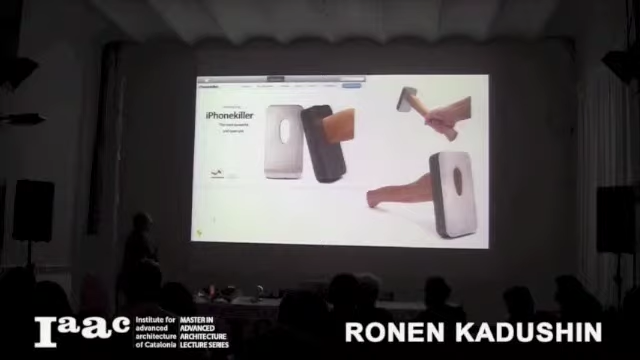 iPhonekiller
Iaac
Institute for
advanced
architecture
of Catalonia
MASTER IN
ADVANCED
ARCHITECTURE
LECTURE SERIES
RONEN KADUSHIN